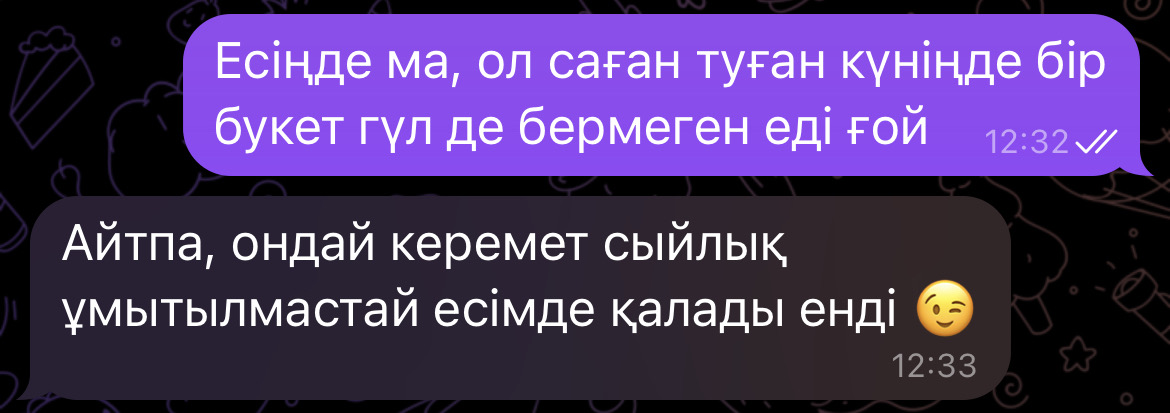 Есіңде ма, ол саған туған күніңде бір
букет гүл де бермеген еді ғой
12:32
Айтпа, ондай керемет сыйлық
ұмытылмастай есімде қалады енді 😉
12:33